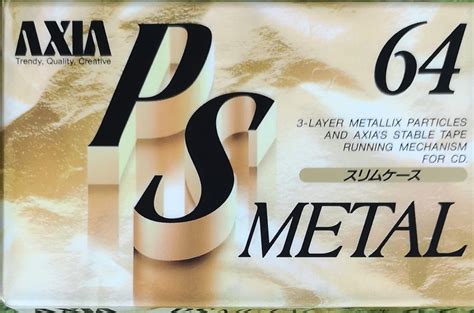 AXIA
Trendy, Quality, Creative
PS
64
3-LAYER METALLIX PARTICLES
AND AXIA'S STABLE TAPE
RUNNING MECHANISM
FOR CD.
スリムケース
METAL